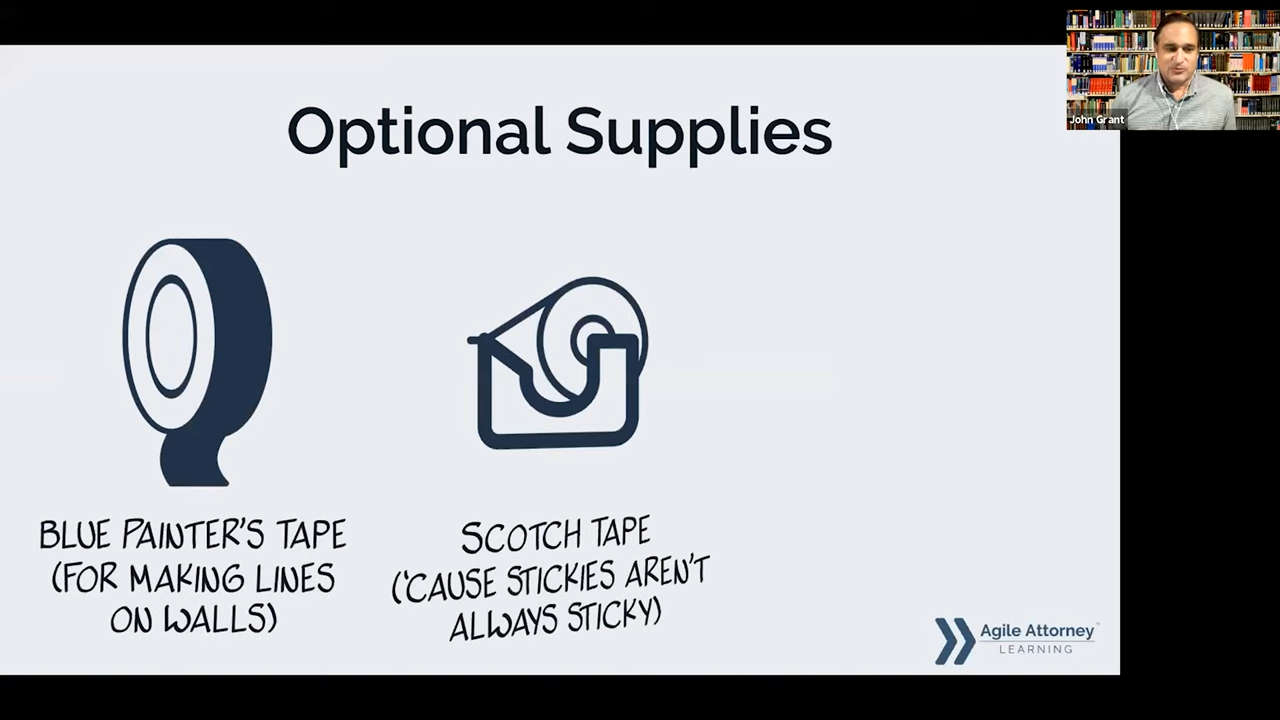 Optional Supplies
John Grant
BLUE PAINTER'S TAPE
(FOR MAKING LINES
ON WALLS)
SCOTCH TAPE
('CAUSE STICKIES AREN'T
ALWAYS STICKY)
Agile Attorney™
LEARNING